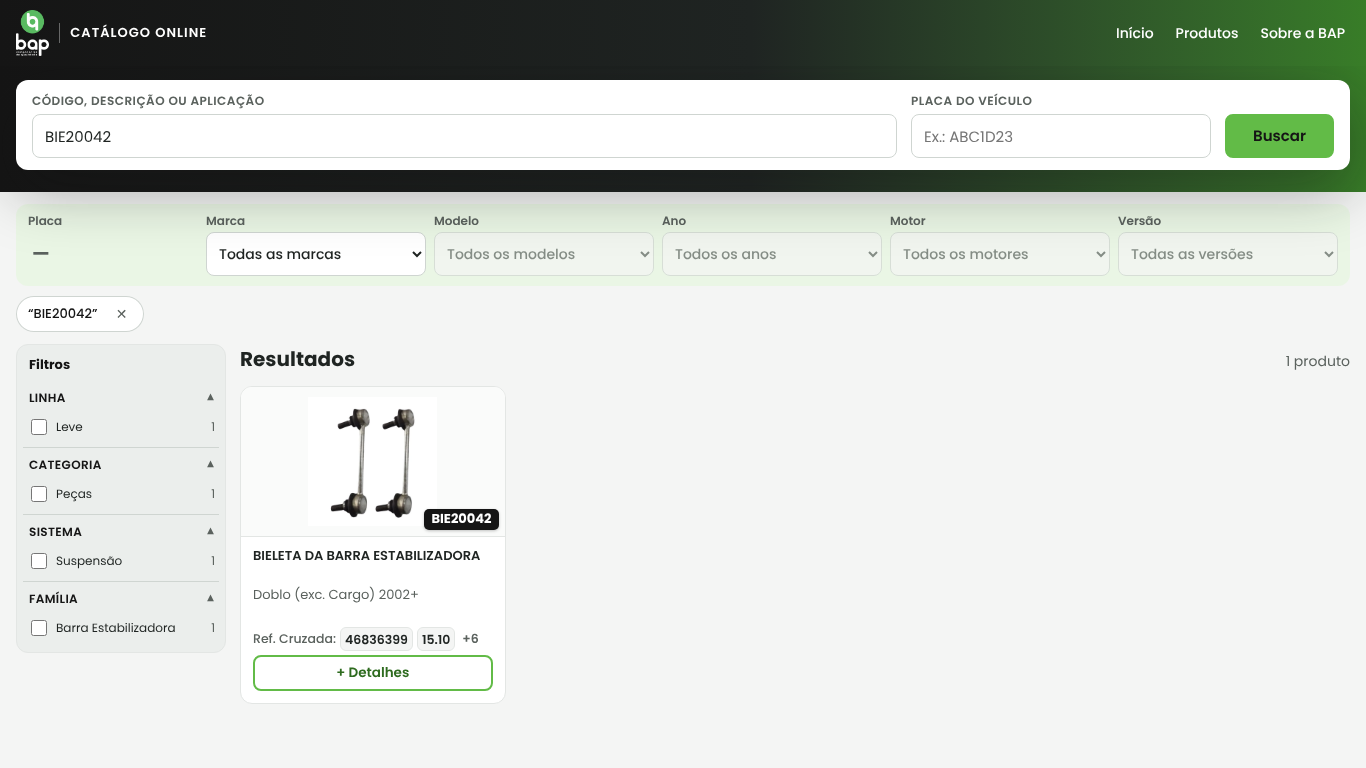 bap
CATÁLOGO ONLINE
Início
Produtos
Sobre a BAP
CÓDIGO, DESCRIÇÃO OU APLICAÇÃO
BIE20042
PLACA DO VEÍCULO
Ex.: ABC1D23
Buscar
Placa
—
Marca
Todas as marcas
Modelo
Todos os modelos
Ano
Todos os anos
Motor
Todos os motores
Versão
Todas as versões
“BIE20042” ×
Filtros
LINHA
Leve 1
CATEGORIA
Peças 1
SISTEMA
Suspensão 1
FAMÍLIA
Barra Estabilizadora 1
Resultados
1 produto
BIE20042
BIELETA DA BARRA ESTABILIZADORA
Doblo (exc. Cargo) 2002+
Ref. Cruzada: 46836399 15.10 +6
+ Detalhes